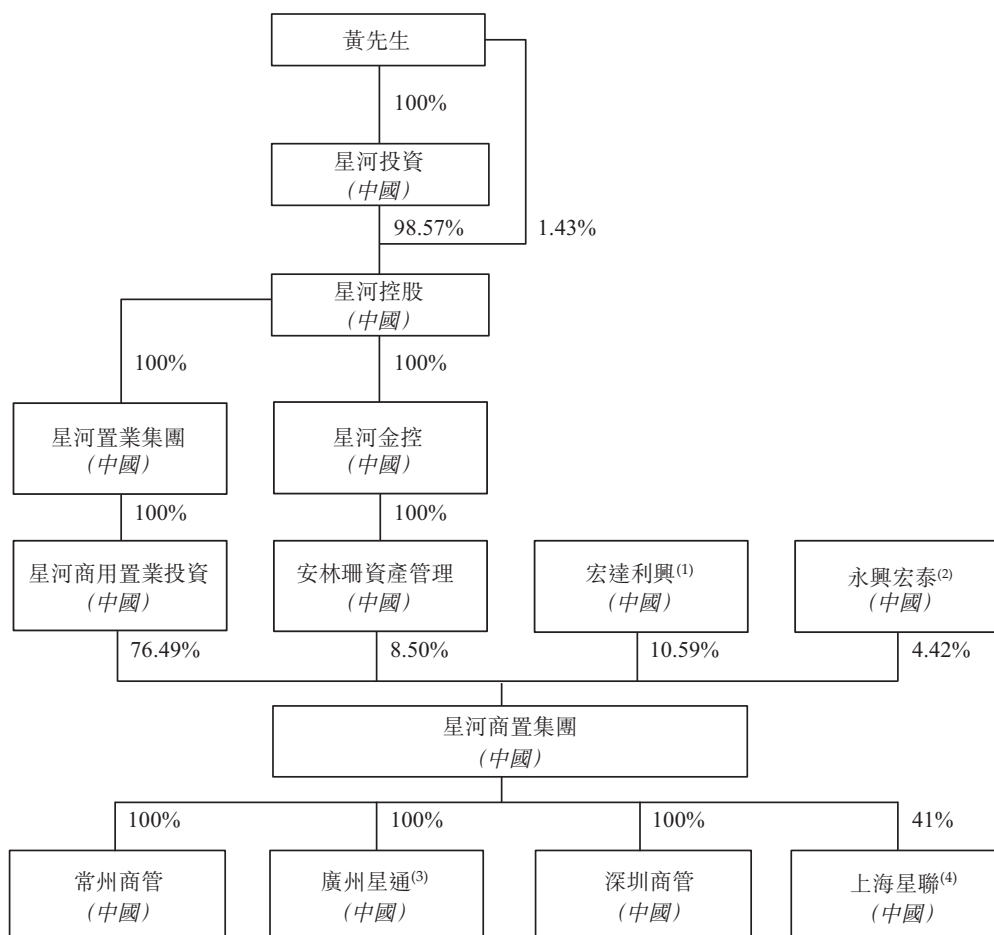 黃先生
100%
星河投資
（中國）
98.57%
1.43%
星河控股
（中國）
100%
100%
星河置業集團
（中國）
星河金控
（中國）
100%
100%
星河商用置業投資
（中國）
安林珊資產管理
（中國）
宏達利興(1)
（中國）
永興宏泰(2)
（中國）
76.49%
8.50%
10.59%
4.42%
星河商置集團
（中國）
100%
100%
100%
41%
常州商管
（中國）
廣州星通(3)
（中國）
深圳商管
（中國）
上海星聯(4)
（中國）